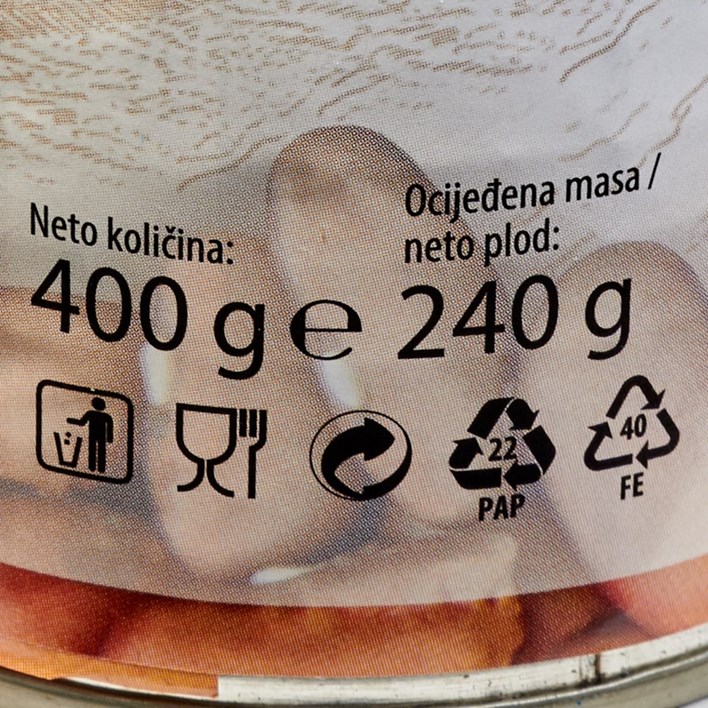 Neto količina:
400 g ℮
Ocijeđena masa /
neto plod:
240 g
22
PAP
40
FE